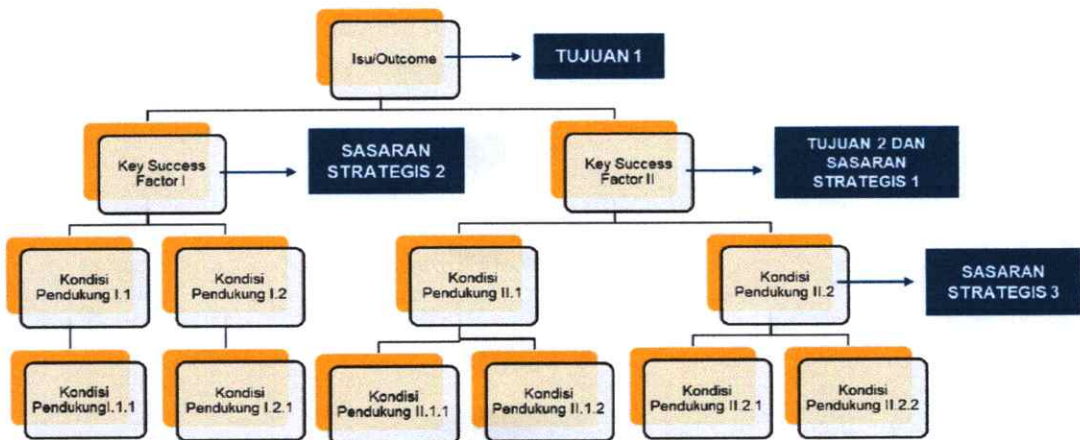 Isu/Outcome
TUJUAN 1
Key Success
Factor I
SASARAN
STRATEGIS 2
Key Success
Factor II
TUJUAN 2 DAN
SASARAN
STRATEGIS 1
Kondisi
Pendukung I.1
Kondisi
Pendukung I.2
Kondisi
Pendukung II.1
Kondisi
Pendukung II.2
SASARAN
STRATEGIS 3
Kondisi
PendukungI.1.1
Kondisi
Pendukung I.2.1
Kondisi
Pendukung II.1.1
Kondisi
Pendukung II.1.2
Kondisi
Pendukung II.2.1
Kondisi
Pendukung II.2.2